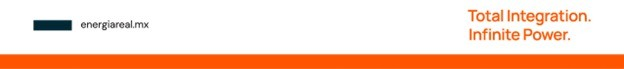 energiareal.mx
Total Integration.
Infinite Power.